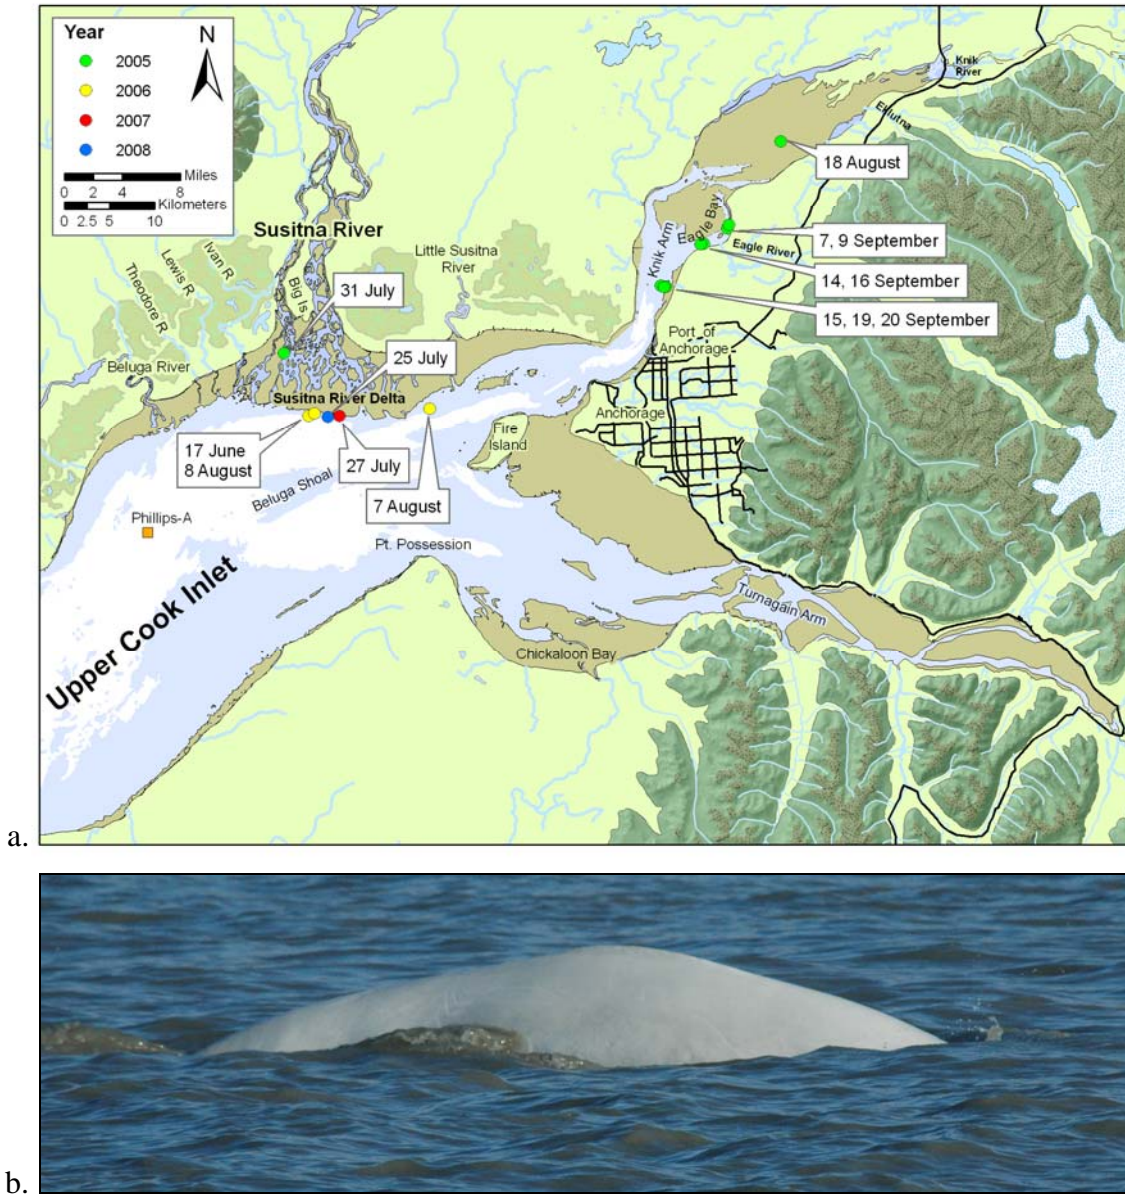 Year
N
2005
2006
2007
2008
Miles
0 2 4 8
Kilometers
0 2.5 5 10
Knik
River
Eklutna
18 August
Susitna River
Eagle Bay
7, 9 September
Knik Arm
Eagle River
Little Susitna
River
Ivan R
Lewis R
Theodore R
Big Is.
31 July
14, 16 September
15, 19, 20 September
Port of
Anchorage
25 July
Beluga River
Susitna River Delta
Anchorage
17 June
8 August
27 July
Fire
Island
7 August
Beluga Shoal
Phillips-A
Pt. Possession
Upper Cook Inlet
Turnagain Arm
Chickaloon Bay
a.
b.